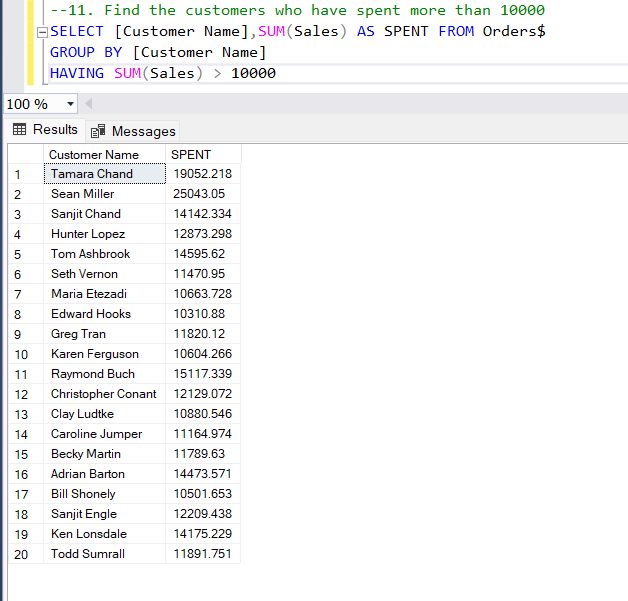 --11. Find the customers who have spent more than 10000
SELECT [Customer Name],SUM(Sales) AS SPENT FROM Orders$
GROUP BY [Customer Name]
HAVING SUM(Sales) > 10000
100 %
Results Messages
Customer Name SPENT
1 Tamara Chand 19052.218
2 Sean Miller 25043.05
3 Sanjit Chand 14142.334
4 Hunter Lopez 12873.298
5 Tom Ashbrook 14595.62
6 Seth Vernon 11470.95
7 Maria Etezadi 10663.728
8 Edward Hooks 10310.88
9 Greg Tran 11820.12
10 Karen Ferguson 10604.266
11 Raymond Buch 15117.339
12 Christopher Conant 12129.072
13 Clay Ludtke 10880.546
14 Caroline Jumper 11164.974
15 Becky Martin 11789.63
16 Adrian Barton 14473.571
17 Bill Shonely 10501.653
18 Sanjit Engle 12209.438
19 Ken Lonsdale 14175.229
20 Todd Sumrall 11891.751